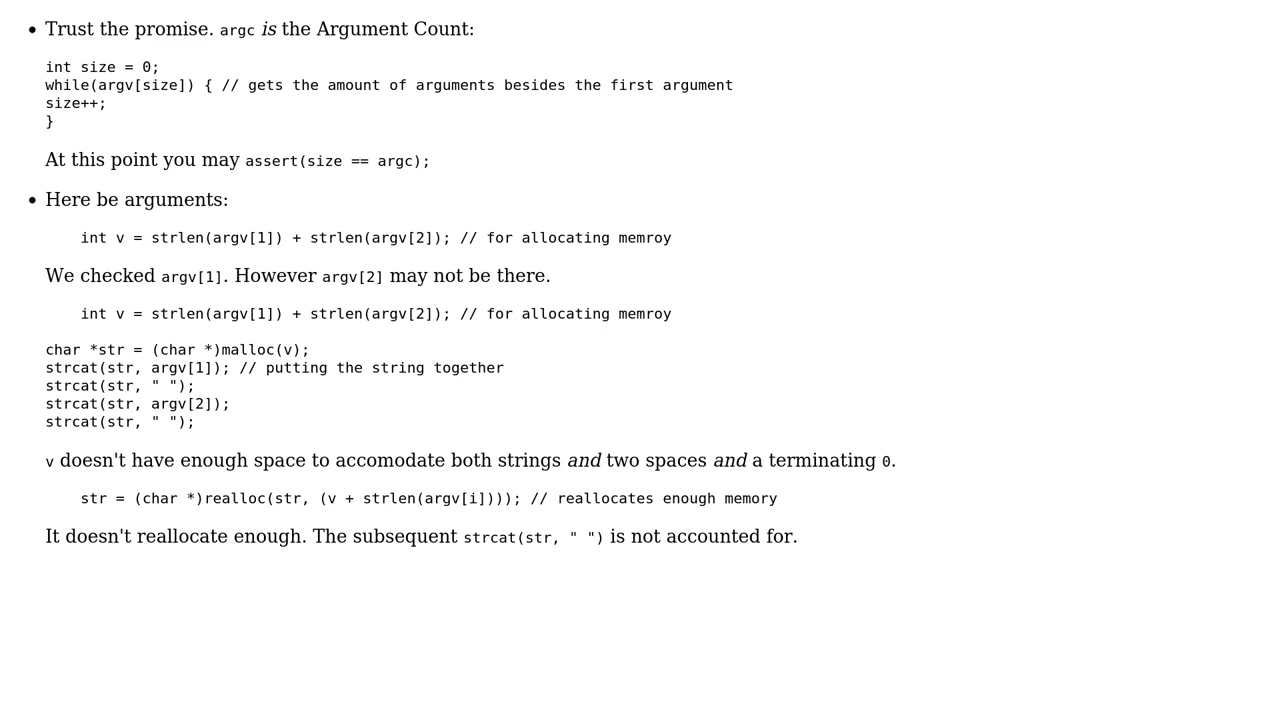 • Trust the promise. argc is the Argument Count:
int size = 0;
while(argv[size]) { // gets the amount of arguments besides the first argument
size++;
}
At this point you may assert(size == argc);
• Here be arguments:
int v = strlen(argv[1]) + strlen(argv[2]); // for allocating memroy
We checked argv[1]. However argv[2] may not be there.
int v = strlen(argv[1]) + strlen(argv[2]); // for allocating memroy
char *str = (char *)malloc(v);
strcat(str, argv[1]); // putting the string together
strcat(str, " ");
strcat(str, argv[2]);
strcat(str, " ");
v doesn't have enough space to accomodate both strings and two spaces and a terminating 0.
str = (char *)realloc(str, (v + strlen(argv[i]))); // reallocates enough memory
It doesn't reallocate enough. The subsequent strcat(str, " ") is not accounted for.